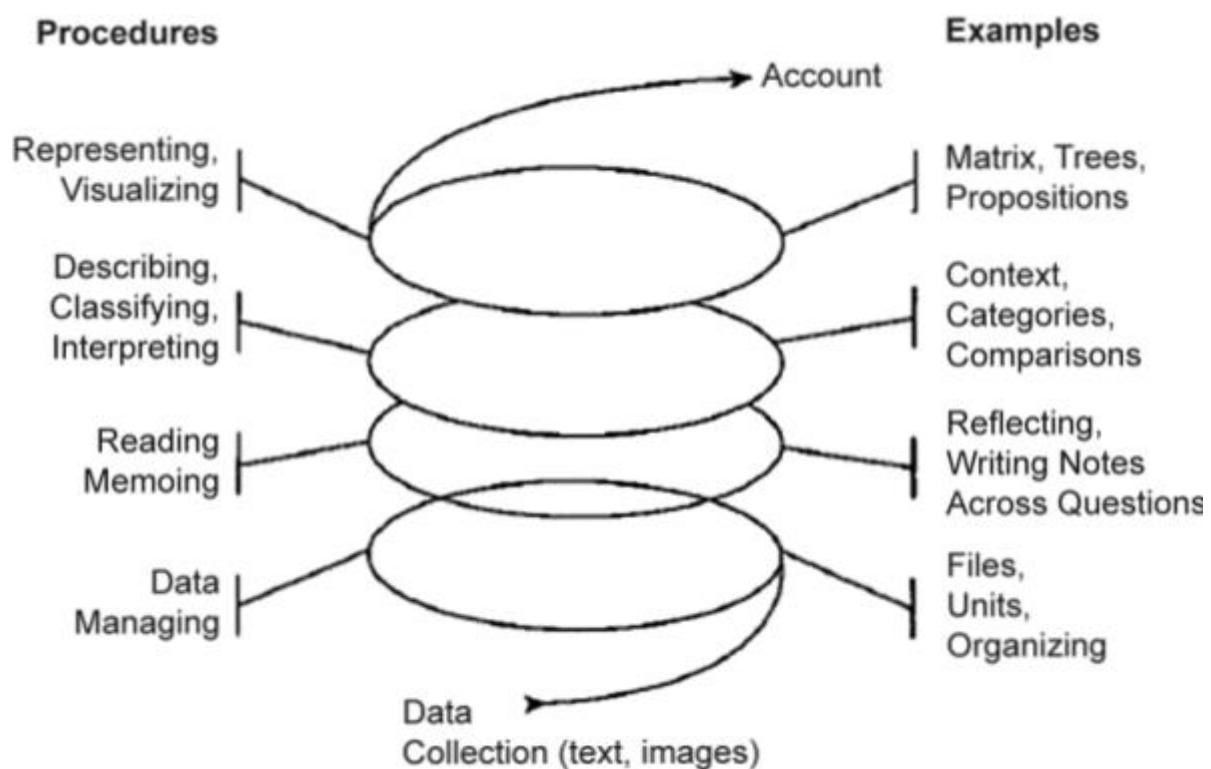 Procedures
Examples
Account
Representing,
Visualizing
Matrix, Trees,
Propositions
Describing,
Classifying,
Interpreting
Context,
Categories,
Comparisons
Reading
Memoing
Reflecting,
Writing Notes
Across Questions
Data
Managing
Files,
Units,
Organizing
Data
Collection (text, images)